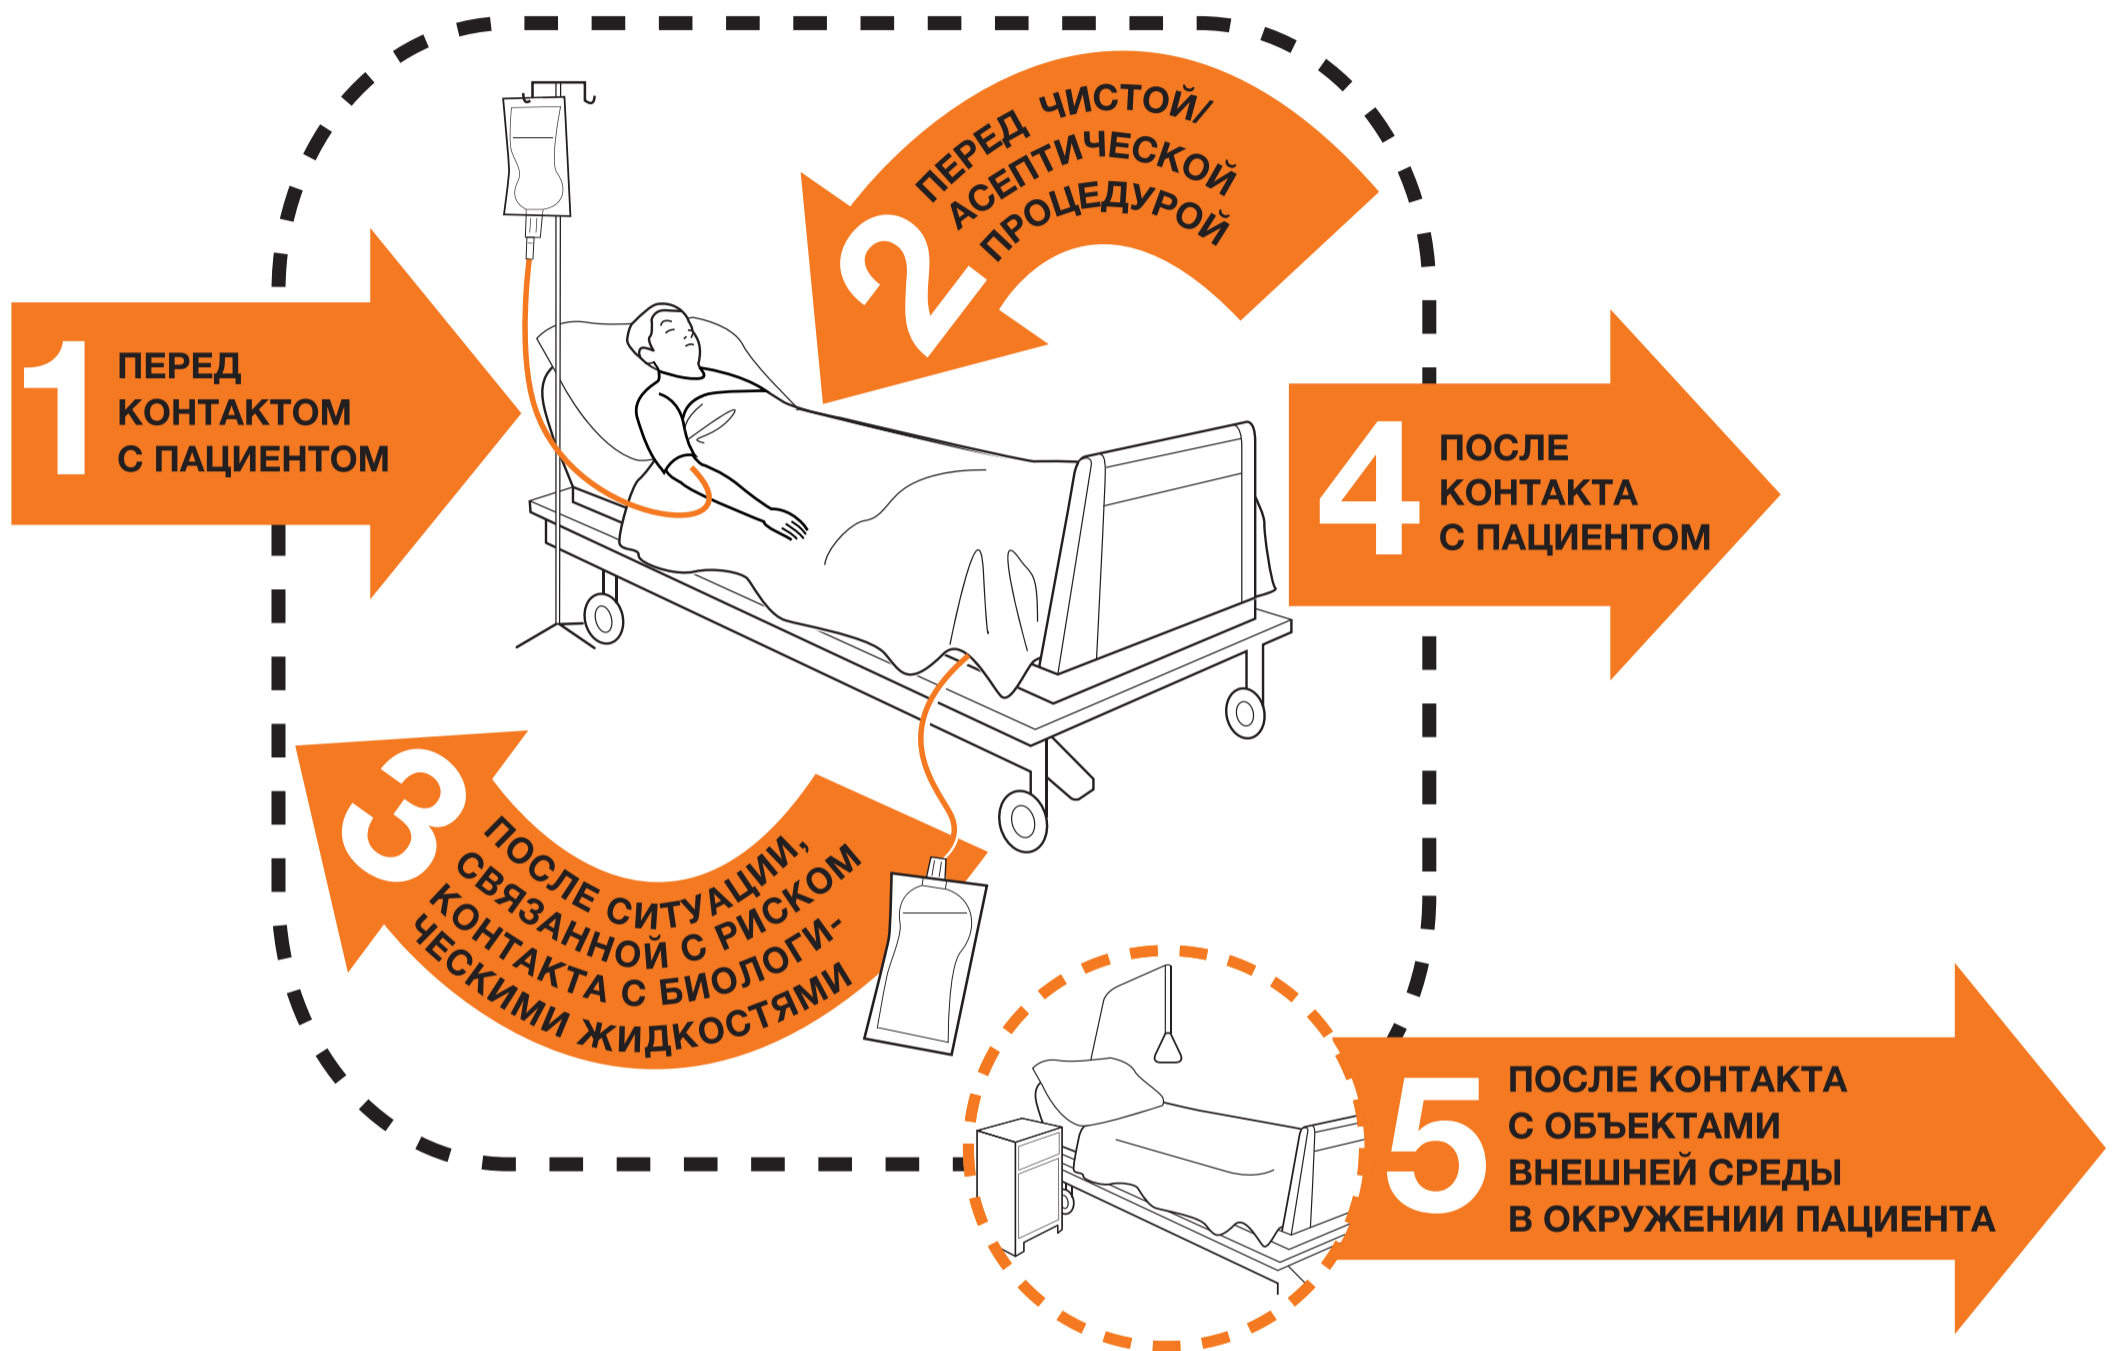 1
ПЕРЕД
КОНТАКТОМ
С ПАЦИЕНТОМ
2
ПЕРЕД ЧИСТОЙ/
АСЕПТИЧЕСКОЙ
ПРОЦЕДУРОЙ
3
ПОСЛЕ СИТУАЦИИ,
СВЯЗАННОЙ С РИСКОМ
КОНТАКТА С БИОЛОГИ-
ЧЕСКИМИ ЖИДКОСТЯМИ
4
ПОСЛЕ
КОНТАКТА
С ПАЦИЕНТОМ
5
ПОСЛЕ КОНТАКТА
С ОБЪЕКТАМИ
ВНЕШНЕЙ СРЕДЫ
В ОКРУЖЕНИИ ПАЦИЕНТА